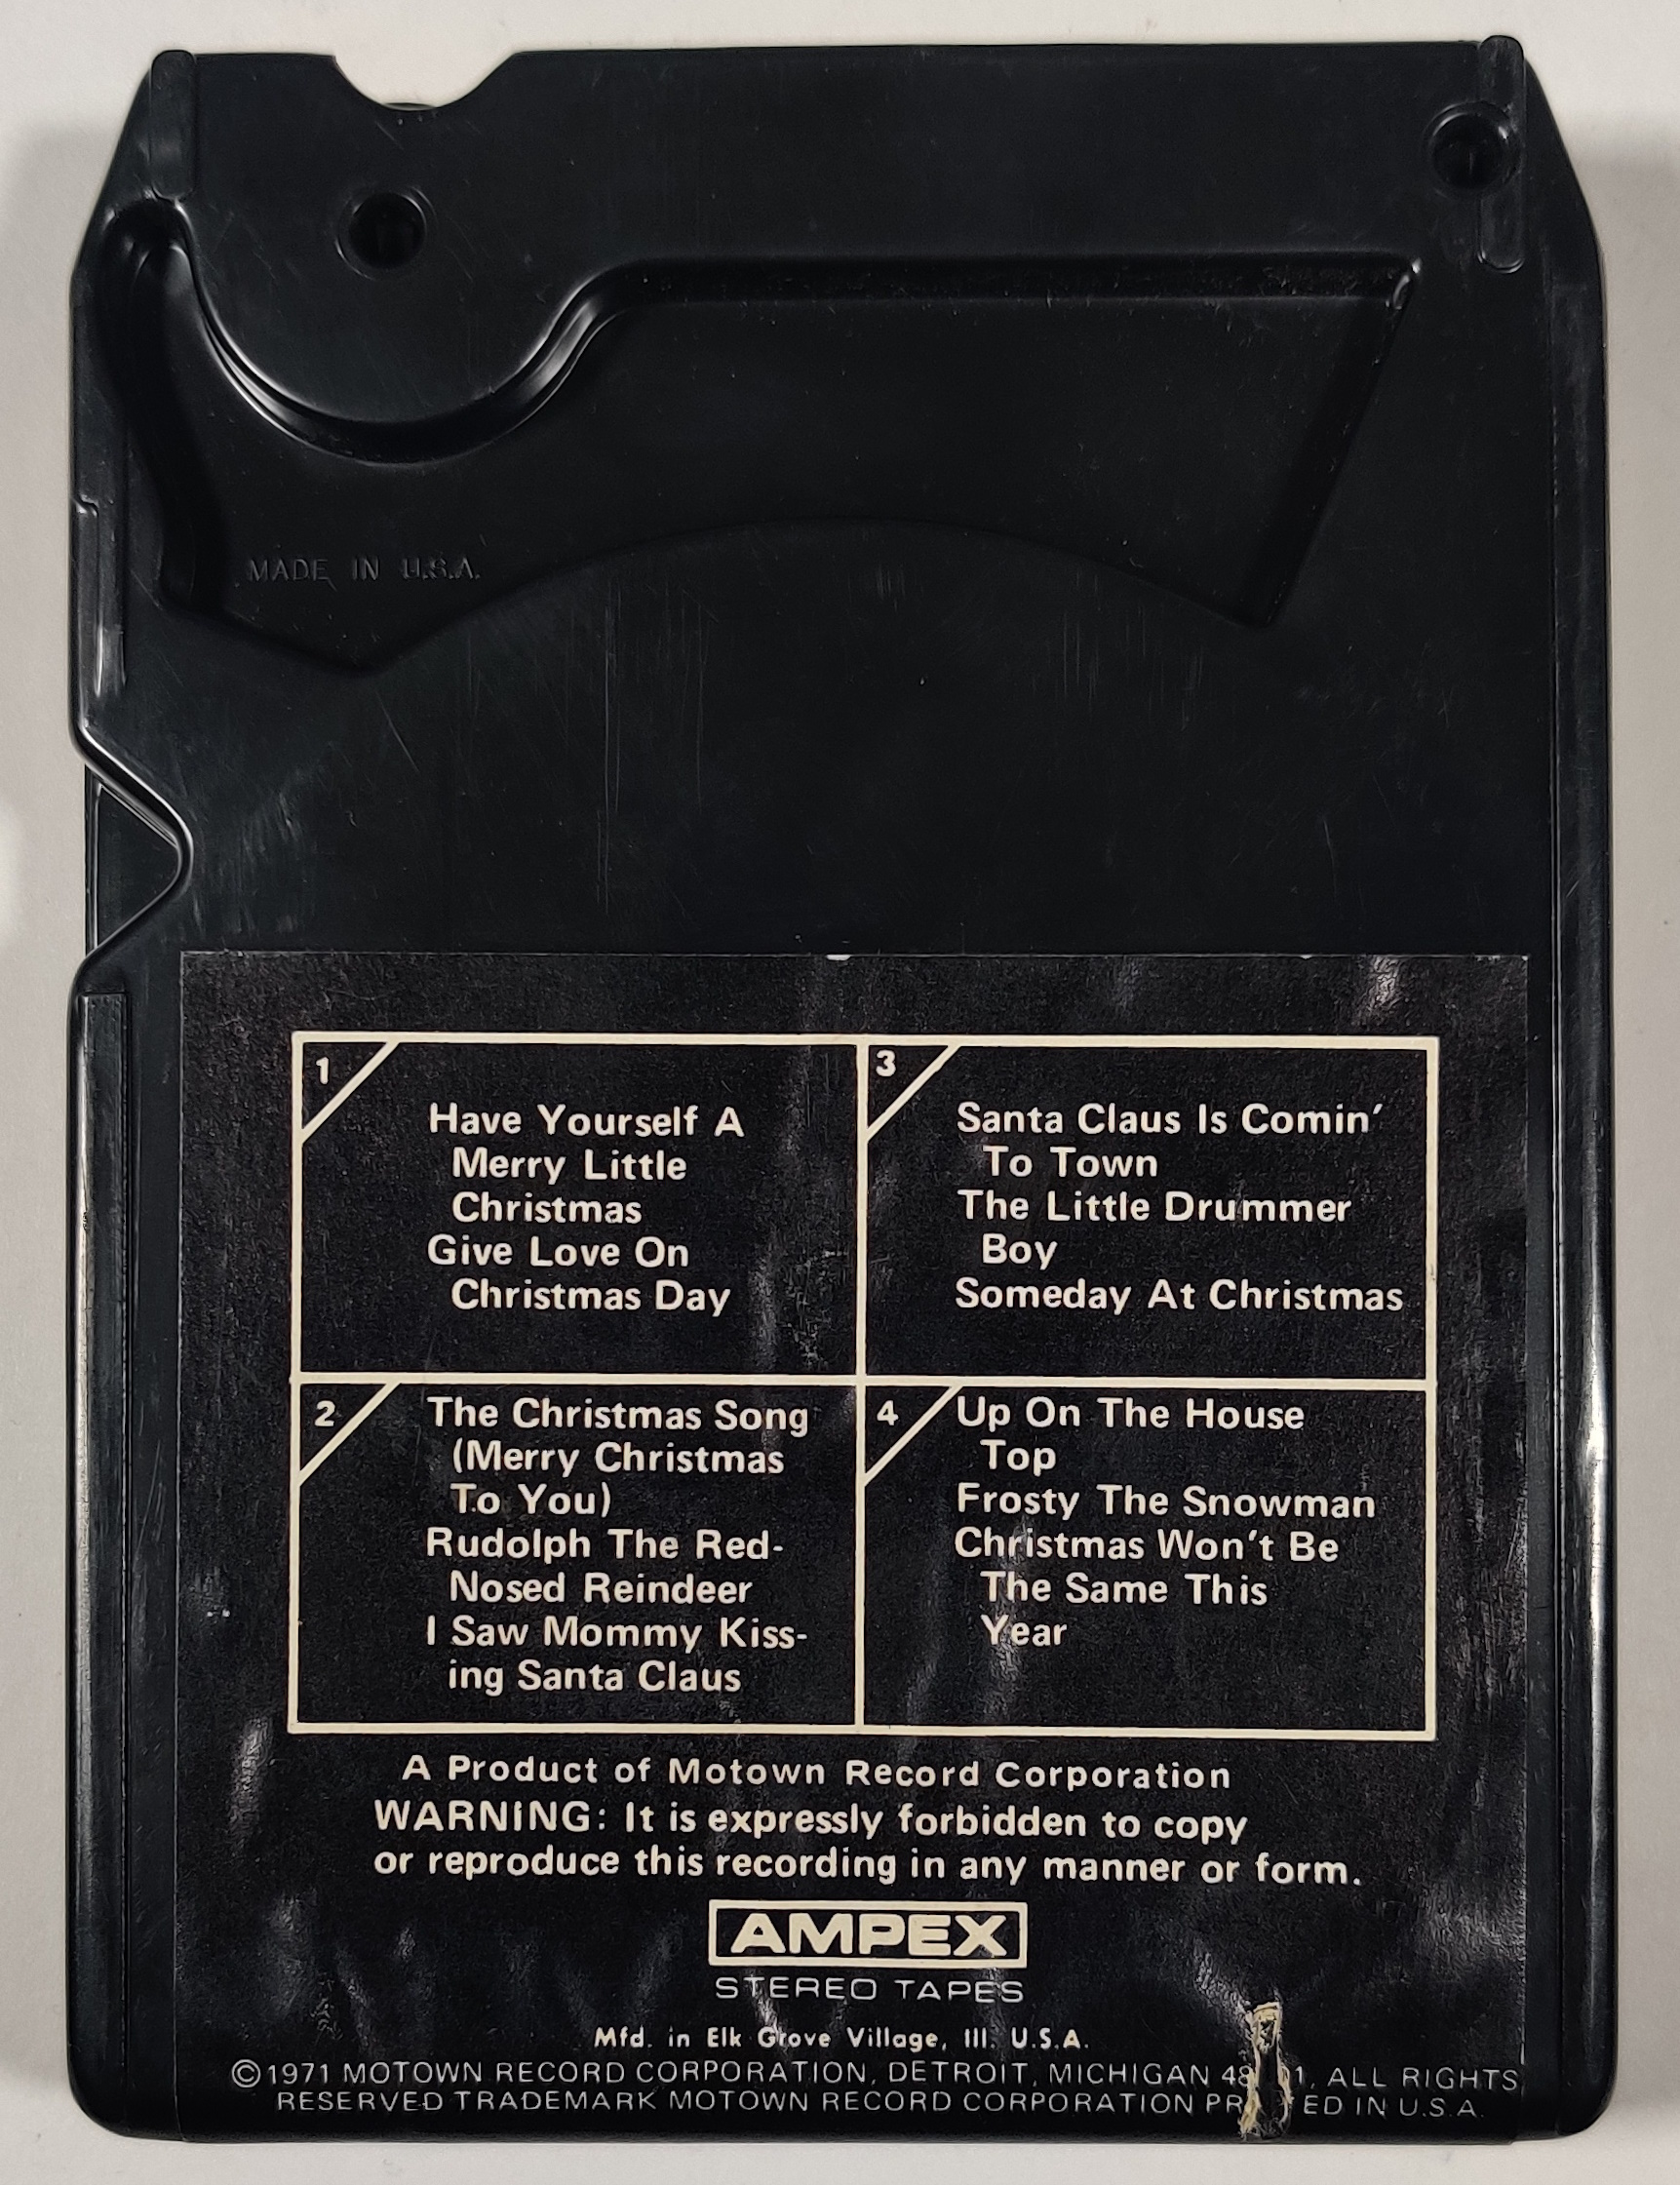 MADE IN U.S.A.
1
Have Yourself A
Merry Little
Christmas
Give Love On
Christmas Day
2
The Christmas Song
(Merry Christmas
To You)
Rudolph The Red-
Nosed Reindeer
I Saw Mommy Kiss-
ing Santa Claus
3
Santa Claus Is Comin'
To Town
The Little Drummer
Boy
Someday At Christmas
4
Up On The House
Top
Frosty The Snowman
Christmas Won't Be
The Same This
Year
A Product of Motown Record Corporation
WARNING: It is expressly forbidden to copy
or reproduce this recording in any manner or form.
AMPEX
STEREO TAPES
Mfd. in Elk Grove Village, Ill. U.S.A.
©1971 MOTOWN RECORD CORPORATION, DETROIT, MICHIGAN ALL RIGHTS
RESERVED TRADEMARK MOTOWN RECORD CORPORATION IN U.S.A.